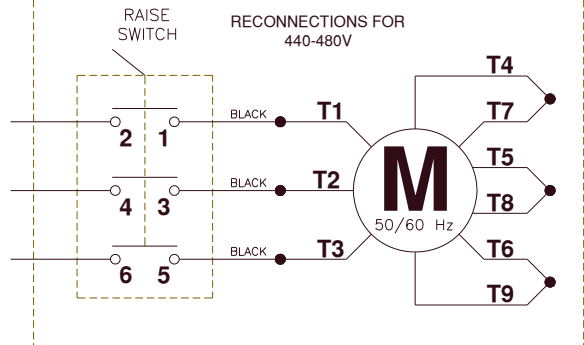 RAISE
SWITCH
RECONNECTIONS FOR
440-480V
T4
BLACK T1
T7
2 1
T5
BLACK T2
M
T8
4 3
50/60 Hz
BLACK T3
T6
6 5
T9